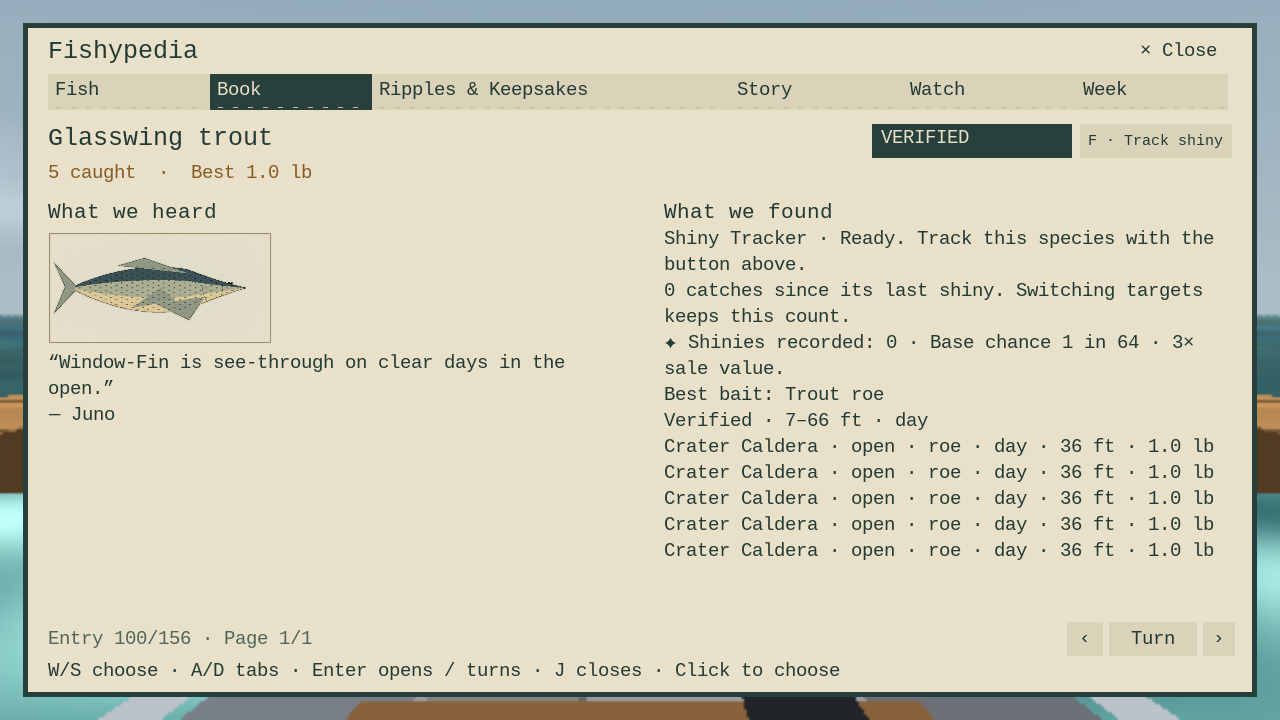 Fishypedia
× Close
Fish
Book
Ripples & Keepsakes
Story
Watch
Week
Glasswing trout
VERIFIED
F · Track shiny
5 caught · Best 1.0 lb
What we heard
“Window-Fin is see-through on clear days in the
open.”
— Juno
What we found
Shiny Tracker · Ready. Track this species with the
button above.
0 catches since its last shiny. Switching targets
keeps this count.
✦ Shinies recorded: 0 · Base chance 1 in 64 · 3×
sale value.
Best bait: Trout roe
Verified · 7–66 ft · day
Crater Caldera · open · roe · day · 36 ft · 1.0 lb
Crater Caldera · open · roe · day · 36 ft · 1.0 lb
Crater Caldera · open · roe · day · 36 ft · 1.0 lb
Crater Caldera · open · roe · day · 36 ft · 1.0 lb
Crater Caldera · open · roe · day · 36 ft · 1.0 lb
Entry 100/156 · Page 1/1
‹ Turn ›
W/S choose · A/D tabs · Enter opens / turns · J closes · Click to choose